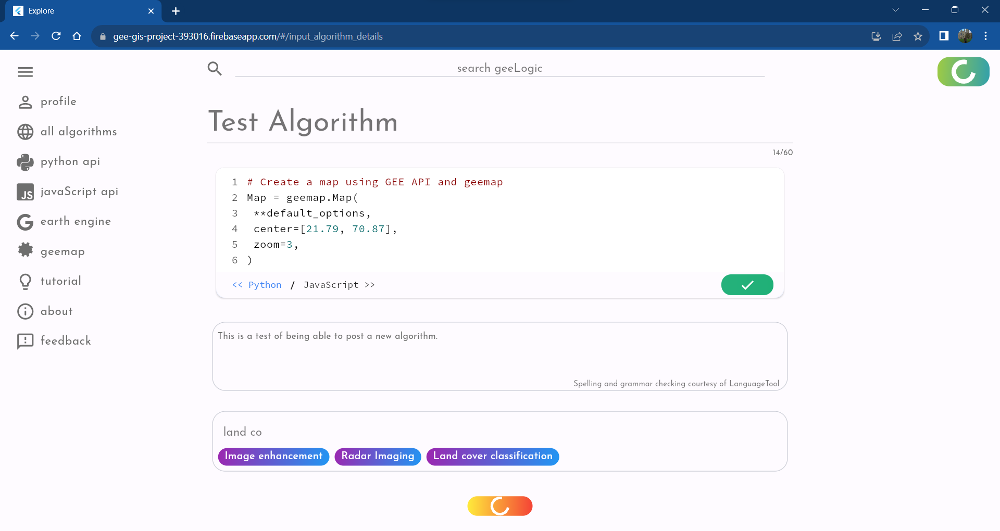 Explore
gee-gis-project-393016.firebaseapp.com/#/input_algorithm_details
search geeLogic
profile
all algorithms
python api
JS javaScript api
earth engine
geemap
tutorial
about
feedback
Test Algorithm
14/60
1 # Create a map using GEE API and geemap
2 Map = geemap.Map(
3 **default_options,
4 center=[21.79, 70.87],
5 zoom=3,
6 )
<< Python / JavaScript >>
This is a test of being able to post a new algorithm.
Spelling and grammar checking courtesy of LanguageTool
land co
Image enhancement Radar Imaging Land cover classification